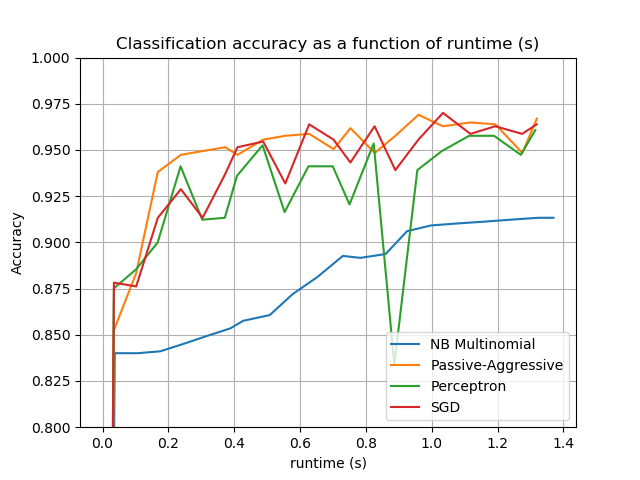 Classification accuracy as a function of runtime (s)
1.000
0.975
0.950
0.925
0.900
0.875
0.850
0.825
0.800
Accuracy
NB Multinomial
Passive-Aggressive
Perceptron
SGD
0.0 0.2 0.4 0.6 0.8 1.0 1.2 1.4
runtime (s)